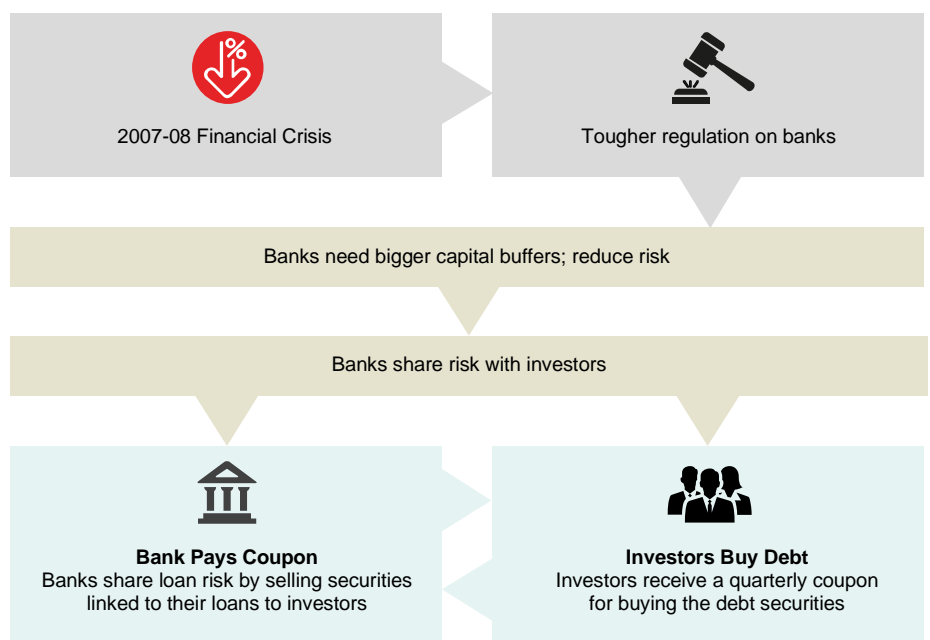 %
2007-08 Financial Crisis
Tougher regulation on banks
Banks need bigger capital buffers; reduce risk
Banks share risk with investors
Bank Pays Coupon
Banks share loan risk by selling securities
linked to their loans to investors
Investors Buy Debt
Investors receive a quarterly coupon
for buying the debt securities